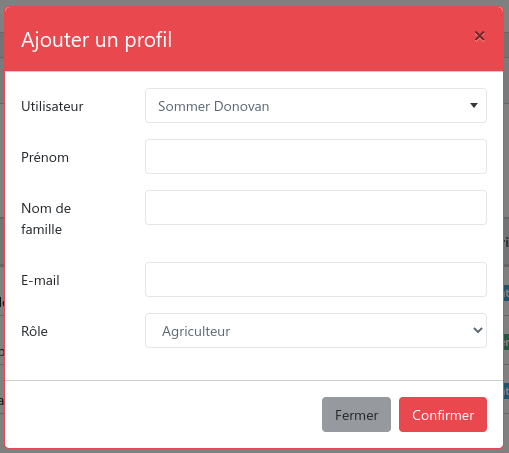 Ajouter un profil
×
Utilisateur
Sommer Donovan
Prénom
Nom de
famille
E-mail
Rôle
Agriculteur
Fermer
Confirmer